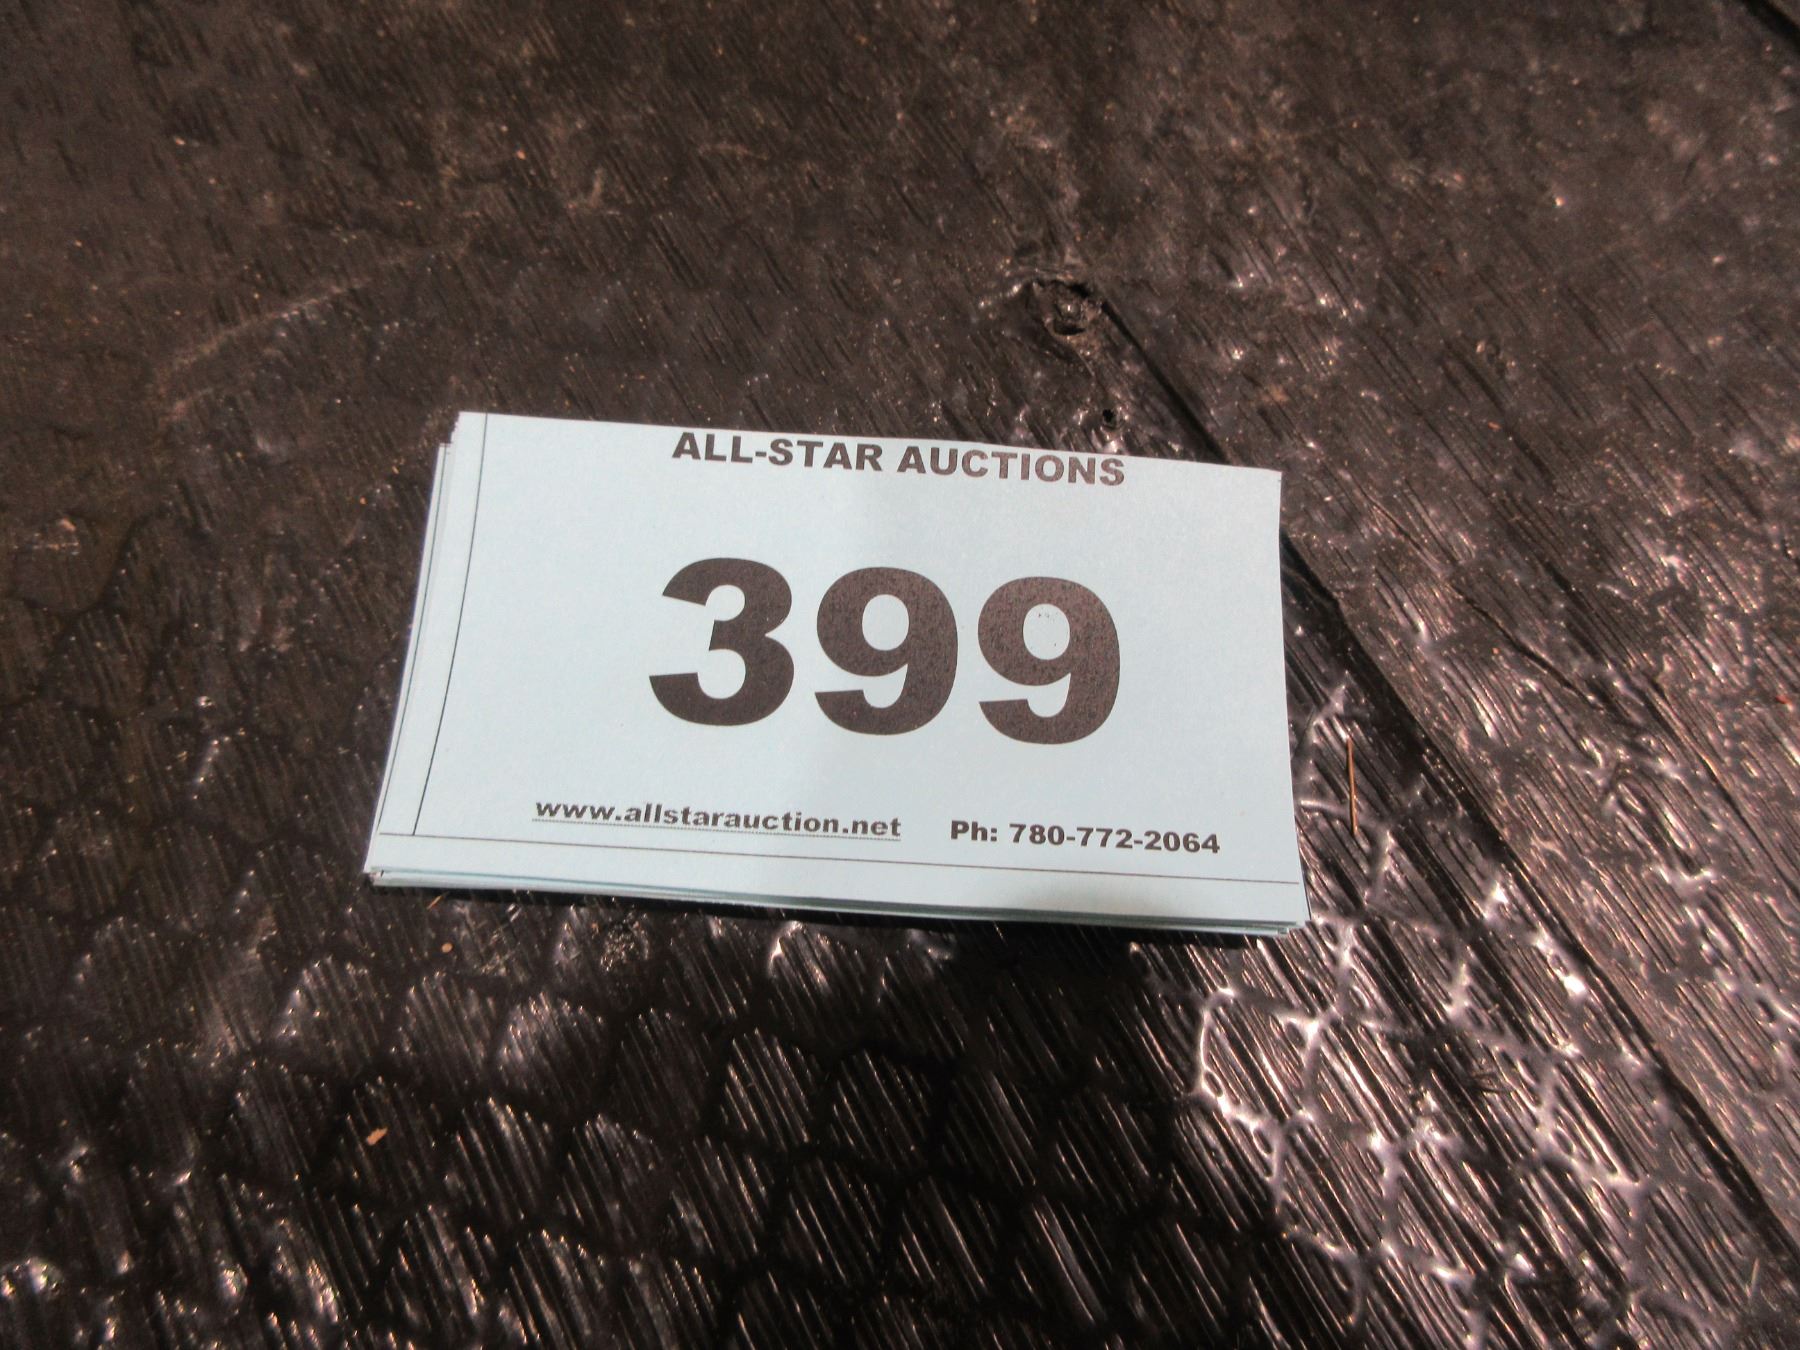 ALL-STAR AUCTIONS
399
www.allstarauction.net Ph: 780-772-2064